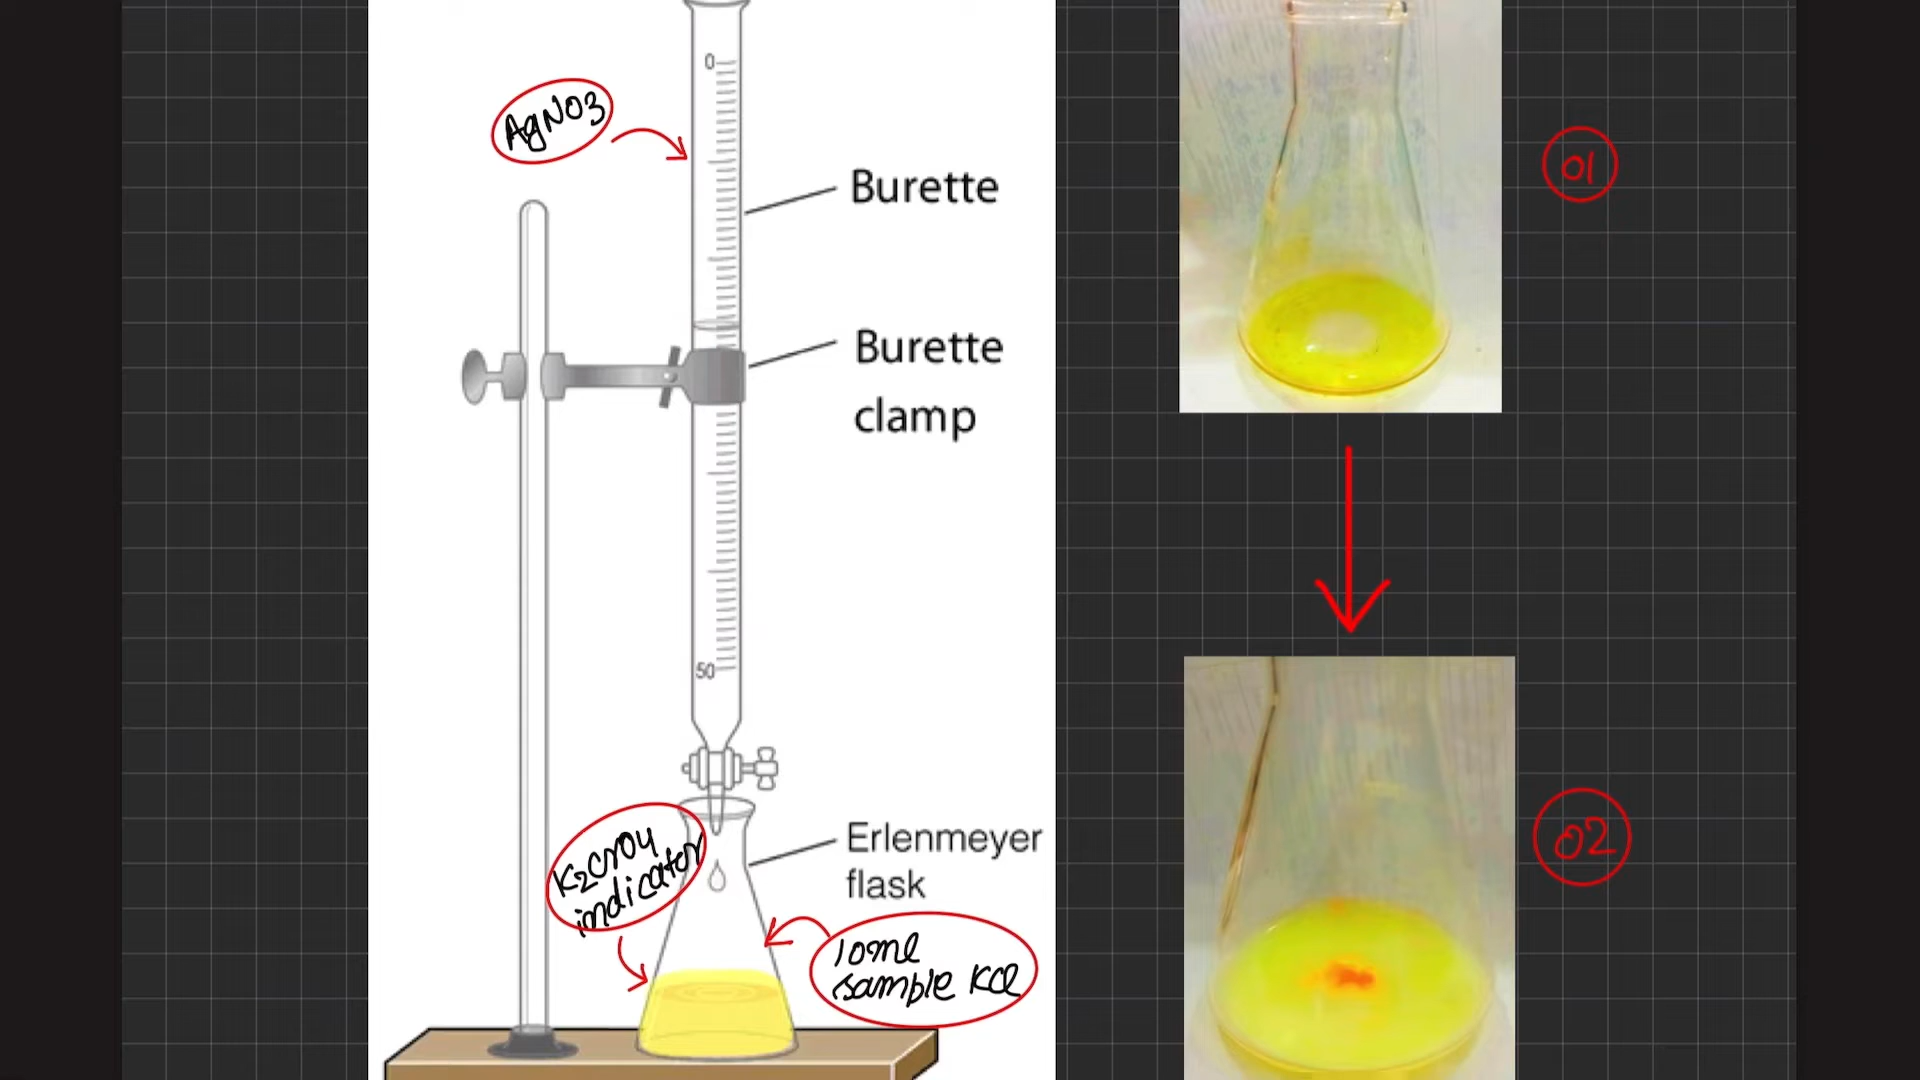 0
AgNO3
Burette
01
Burette
clamp
50
K2CrO4
indicator
Erlenmeyer
flask
02
10ml
sample KCl